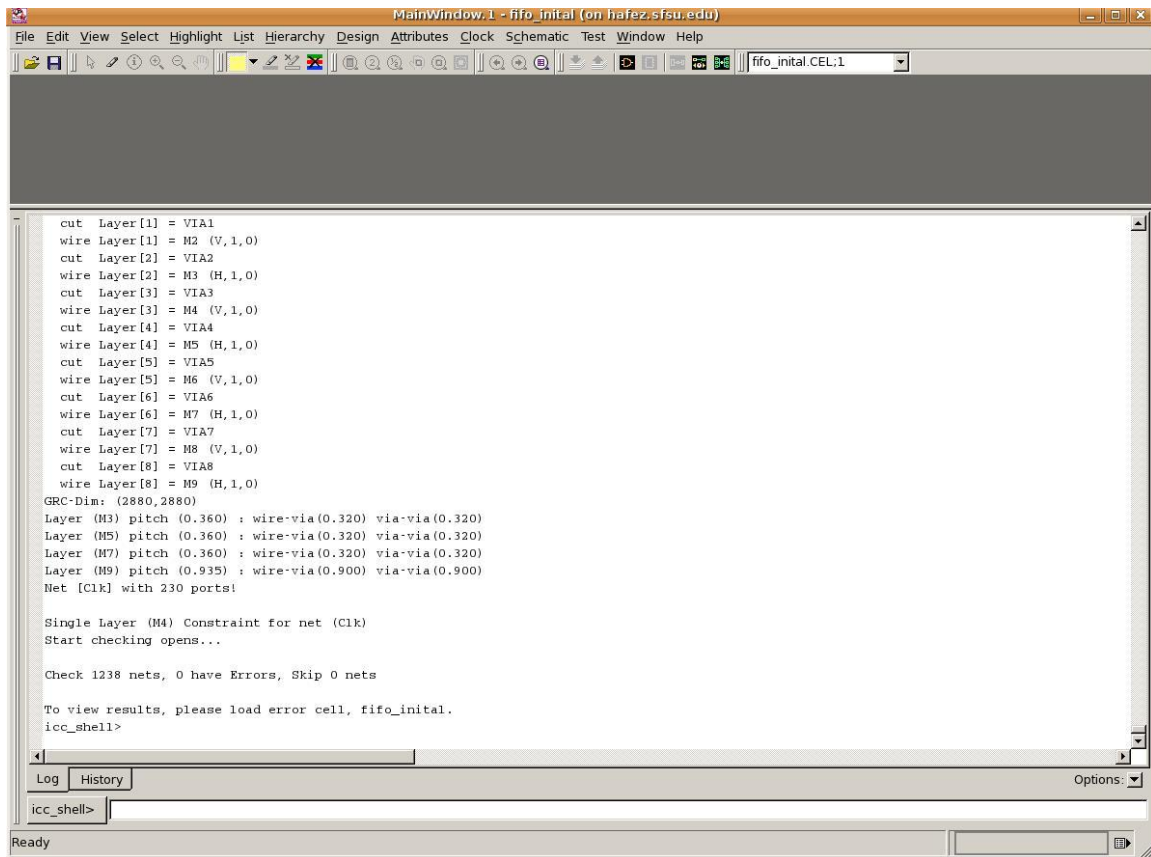 MainWindow.1 - fifo_inital (on hafez.sfsu.edu)
File Edit View Select Highlight List Hierarchy Design Attributes Clock Schematic Test Window Help
fifo_inital.CEL;1
cut Layer[1] = VIA1
wire Layer[1] = M2 (V,1,0)
cut Layer[2] = VIA2
wire Layer[2] = M3 (H,1,0)
cut Layer[3] = VIA3
wire Layer[3] = M4 (V,1,0)
cut Layer[4] = VIA4
wire Layer[4] = M5 (H,1,0)
cut Layer[5] = VIA5
wire Layer[5] = M6 (V,1,0)
cut Layer[6] = VIA6
wire Layer[6] = M7 (H,1,0)
cut Layer[7] = VIA7
wire Layer[7] = M8 (V,1,0)
cut Layer[8] = VIA8
wire Layer[8] = M9 (H,1,0)
GRC-Dim: (2880,2880)
Layer (M3) pitch (0.360) : wire-via(0.320) via-via(0.320)
Layer (M5) pitch (0.360) : wire-via(0.320) via-via(0.320)
Layer (M7) pitch (0.360) : wire-via(0.320) via-via(0.320)
Layer (M9) pitch (0.935) : wire-via(0.900) via-via(0.900)
Net [Clk] with 230 ports!
Single Layer (M4) Constraint for net (Clk)
Start checking opens...
Check 1238 nets, 0 have Errors, Skip 0 nets
To view results, please load error cell, fifo_inital.
icc_shell>
Log History Options:
icc_shell>
Ready